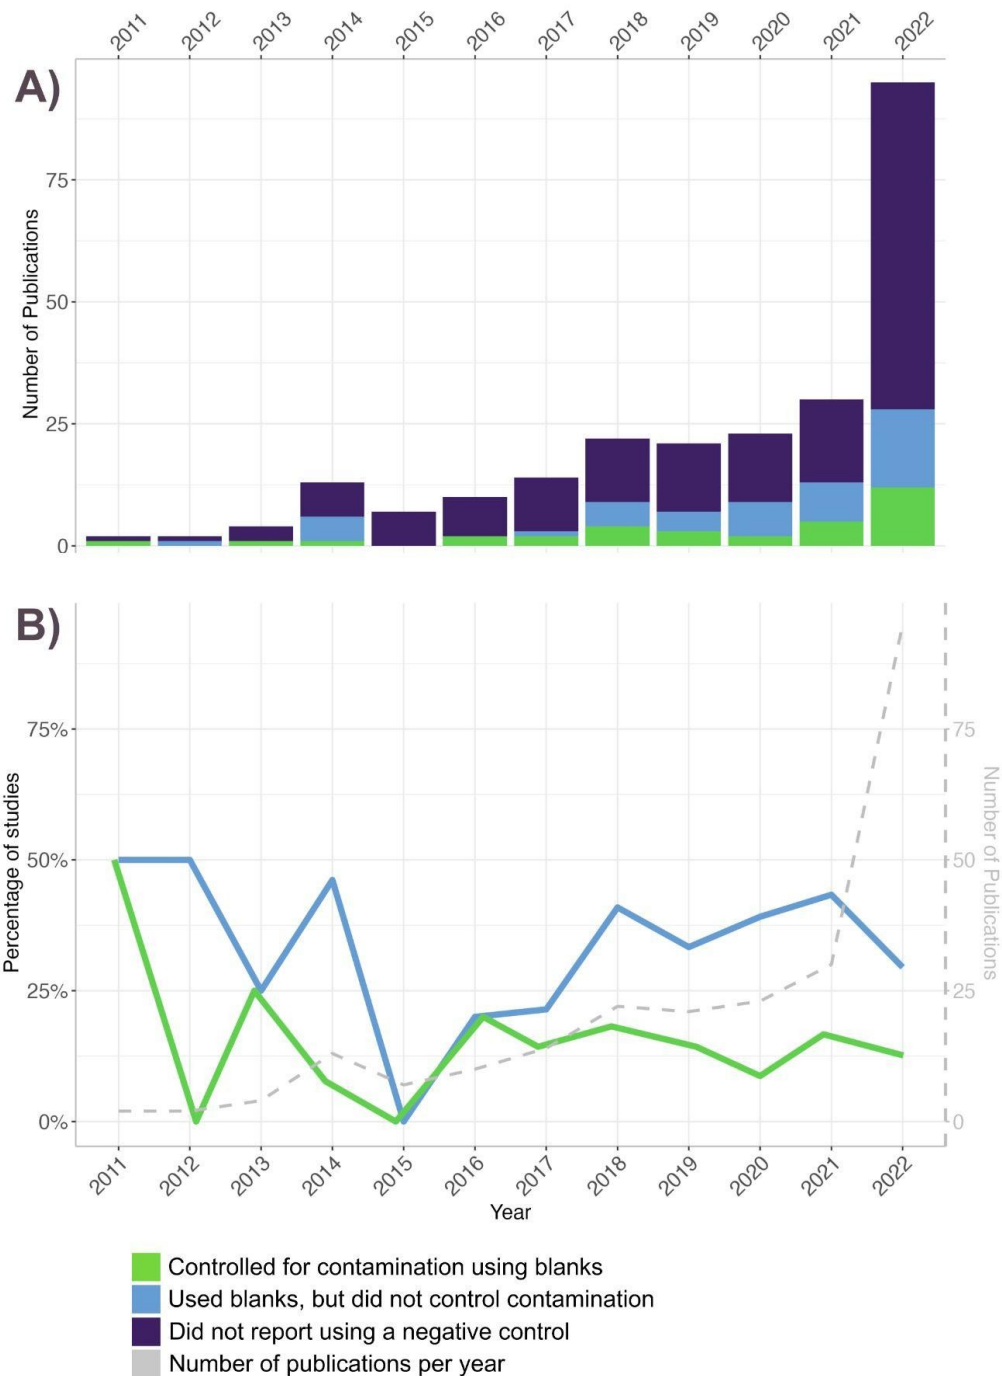 2011 2012 2013 2014 2015 2016 2017 2018 2019 2020 2021 2022
A)
Number of Publications
75
50
25
0
B)
Percentage of studies
75%
50%
25%
0%
75
50
25
0
Number of Publications
2011 2012 2013 2014 2015 2016 2017 2018 2019 2020 2021 2022
Year
Controlled for contamination using blanks
Used blanks, but did not control contamination
Did not report using a negative control
Number of publications per year